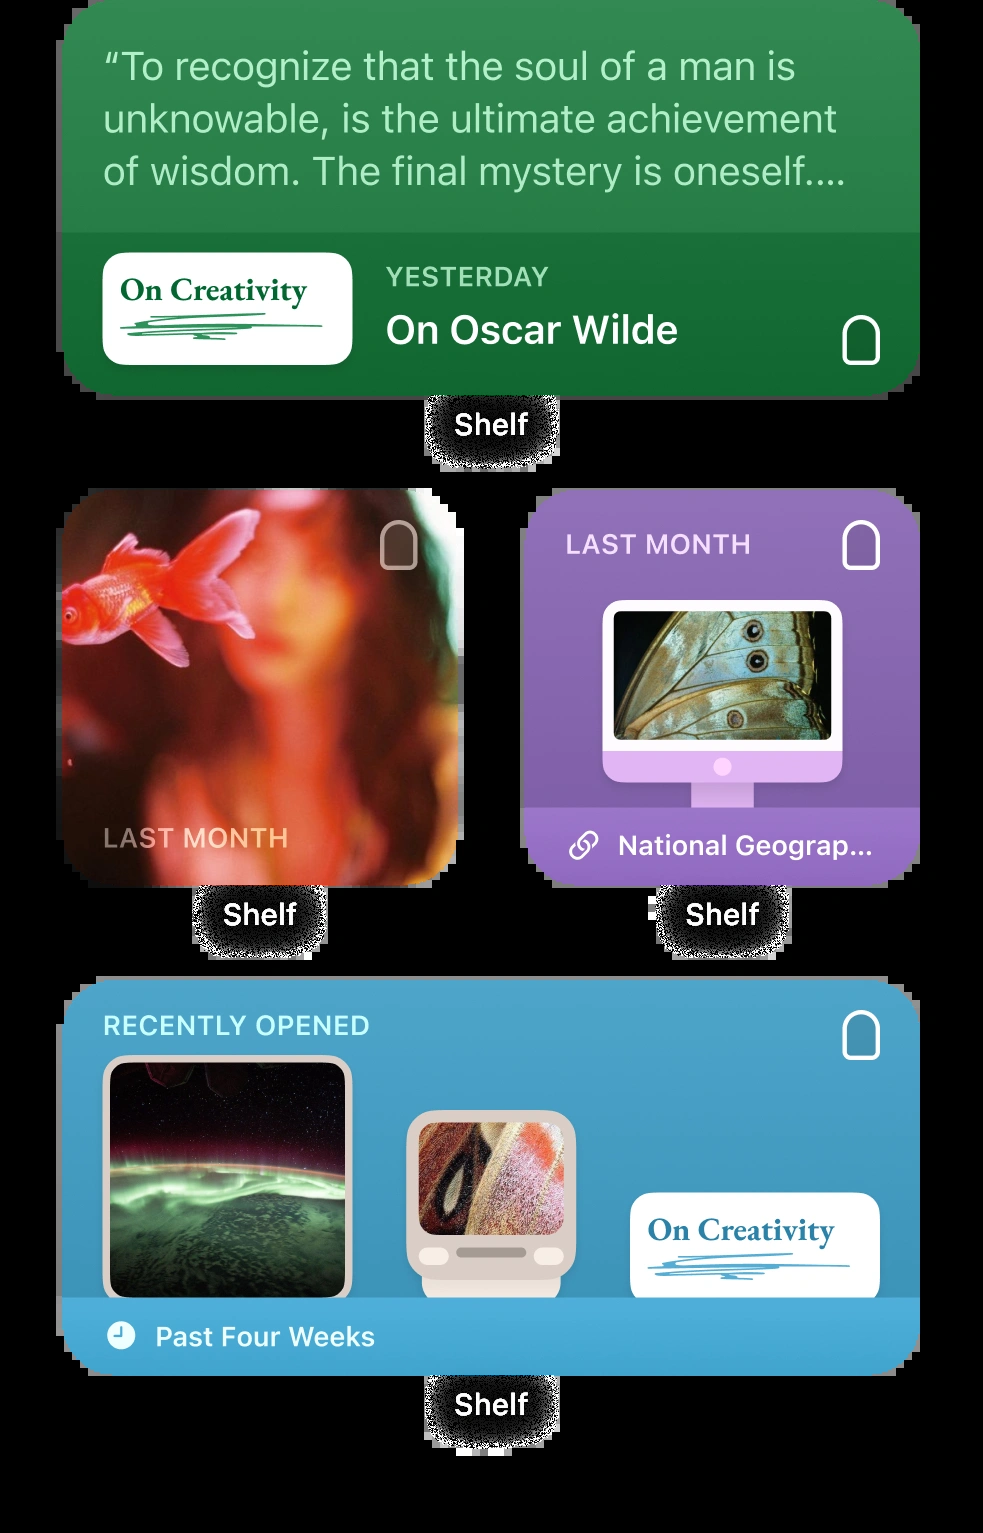 “To recognize that the soul of a man is
unknowable, is the ultimate achievement
of wisdom. The final mystery is oneself....
On Creativity
YESTERDAY
On Oscar Wilde
Shelf
LAST MONTH
Shelf
LAST MONTH
National Geograp...
Shelf
RECENTLY OPENED
On Creativity
Past Four Weeks
Shelf